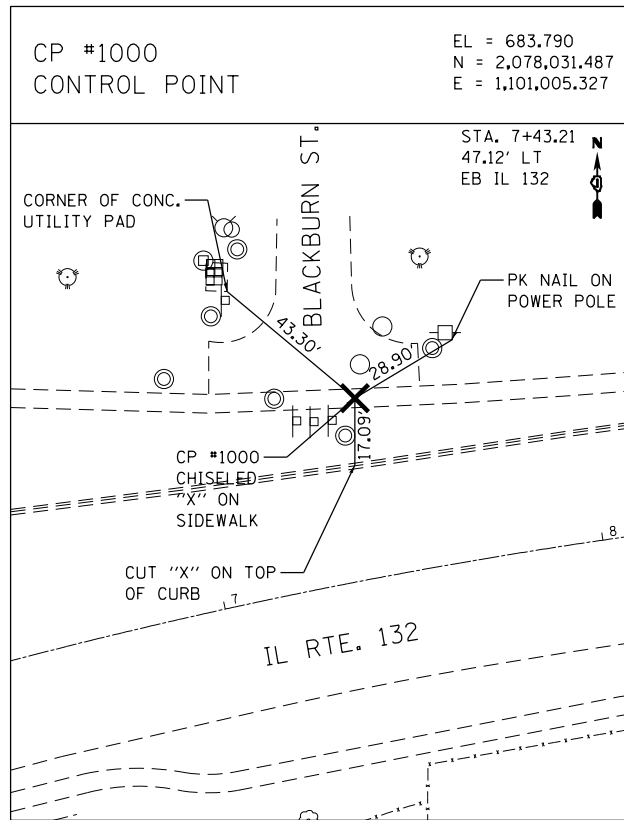 CP #1000
CONTROL POINT
EL = 683.790
N = 2,078,031.487
E = 1,101,005.327
STA. 7+43.21
47.12' LT
EB IL 132
N
CORNER OF CONC.
UTILITY PAD
BLACKBURN ST.
PK NAIL ON
POWER POLE
43.30'
28.90'
17.09'
CP #1000
CHISELED
"X" ON
SIDEWALK
CUT "X" ON TOP
OF CURB
7
8
IL RTE. 132